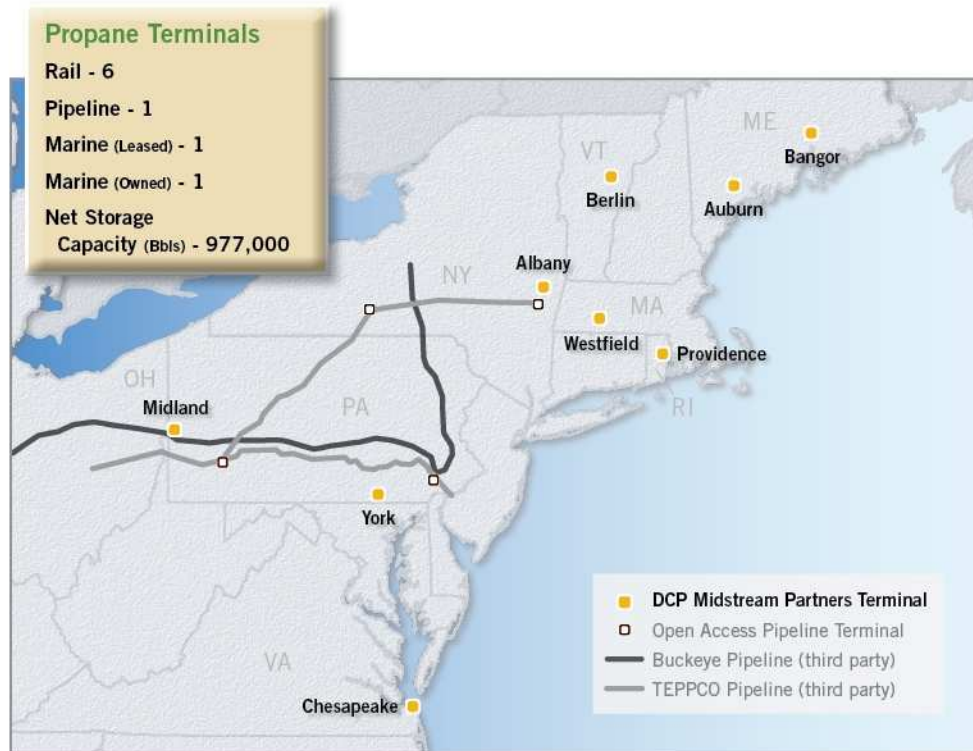 Propane Terminals
Rail - 6
Pipeline - 1
Marine (Leased) - 1
Marine (Owned) - 1
Net Storage
Capacity (Bbls) - 977,000
ME
VT
Bangor
Berlin
Auburn
Albany
NY
MA
Westfield
Providence
OH
Midland
PA
RI
York
VA
Chesapeake
DCP Midstream Partners Terminal
Open Access Pipeline Terminal
Buckeye Pipeline (third party)
TEPPCO Pipeline (third party)